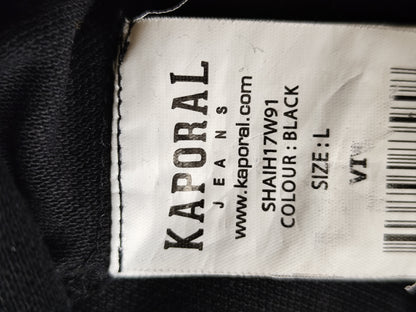 KAPORAL
JEANS
www.kaporal.com
SHAIH17W91
COLOUR : BLACK
SIZE : L